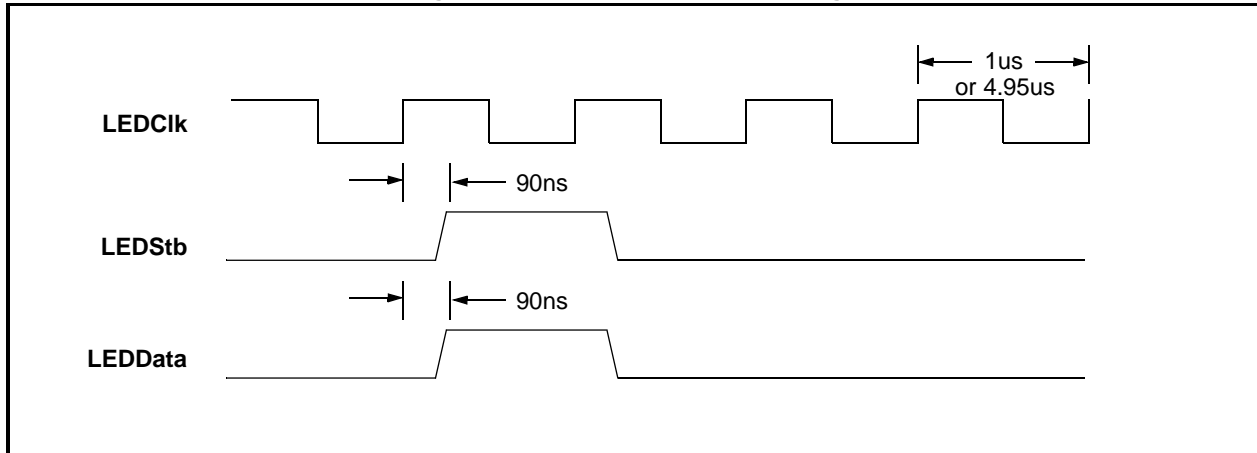 1us
or 4.95us
LEDClk
90ns
LEDStb
90ns
LEDData